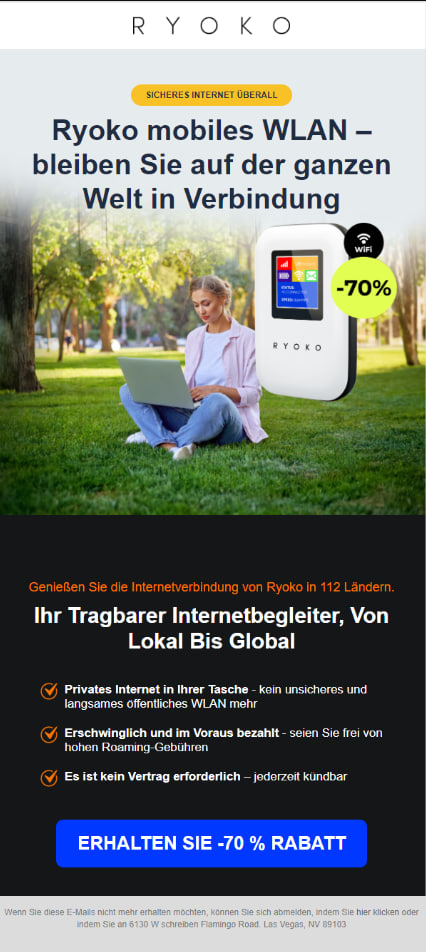 RYOKO
SICHERES INTERNET ÜBERALL
Ryoko mobiles WLAN –
bleiben Sie auf der ganzen
Welt in Verbindung
WiFi
-70%
STATUS
RYOKO
Genießen Sie die Internetverbindung von Ryoko in 112 Ländern.
Ihr Tragbarer Internetbegleiter, Von
Lokal Bis Global
Privates Internet in Ihrer Tasche - kein unsicheres und
langsames öffentliches WLAN mehr
Erschwinglich und im Voraus bezahlt - seien Sie frei von
hohen Roaming-Gebühren
Es ist kein Vertrag erforderlich – jederzeit kündbar
ERHALTEN SIE -70 % RABATT
Wenn Sie diese E-Mails nicht mehr erhalten möchten, können Sie sich abmelden, indem Sie hier klicken oder
indem Sie an 6130 W schreiben Flamingo Road. Las Vegas, NV 89103